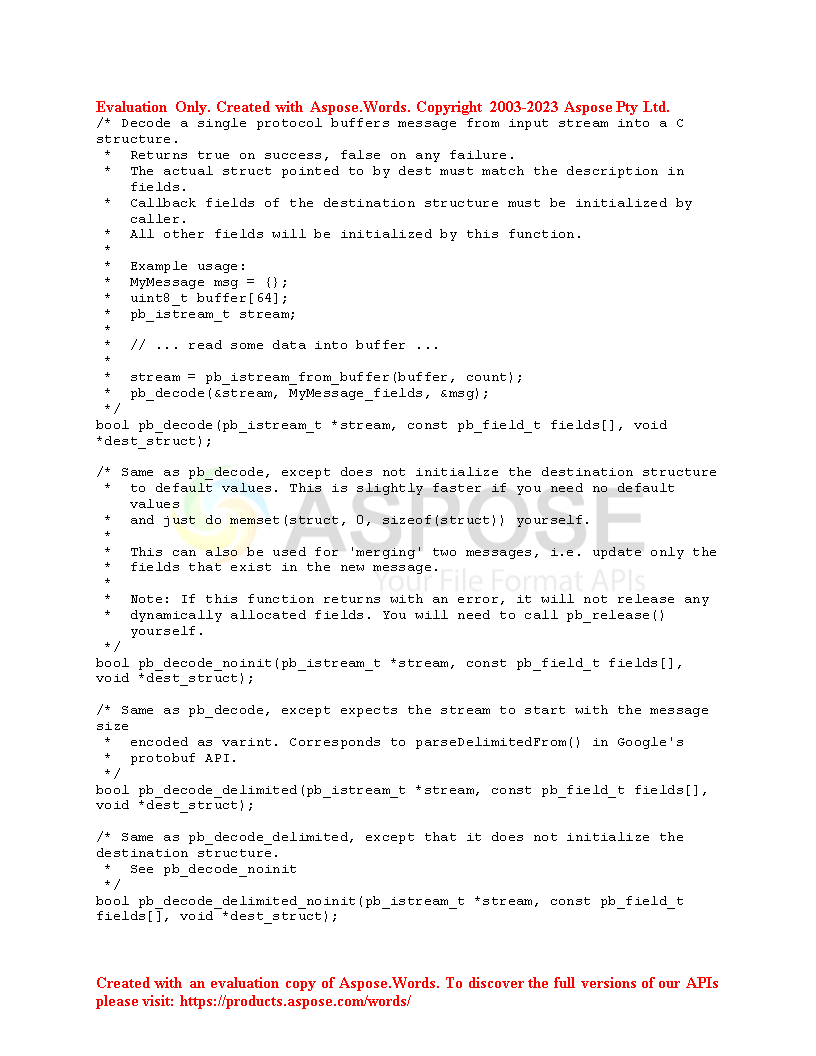 Evaluation Only. Created with Aspose.Words. Copyright 2003-2023 Aspose Pty Ltd.
/* Decode a single protocol buffers message from input stream into a C
structure.
 *  Returns true on success, false on any failure.
 *  The actual struct pointed to by dest must match the description in
    fields.
 *  Callback fields of the destination structure must be initialized by
    caller.
 *  All other fields will be initialized by this function.
 *
 *  Example usage:
 *  MyMessage msg = {};
 *  uint8_t buffer[64];
 *  pb_istream_t stream;
 *
 *  // ... read some data into buffer ...
 *
 *  stream = pb_istream_from_buffer(buffer, count);
 *  pb_decode(&stream, MyMessage_fields, &msg);
 */
bool pb_decode(pb_istream_t *stream, const pb_field_t fields[], void
*dest_struct);

/* Same as pb_decode, except does not initialize the destination structure
 *  to default values. This is slightly faster if you need no default
    values
 *  and just do memset(struct, 0, sizeof(struct)) yourself.
 *
 *  This can also be used for 'merging' two messages, i.e. update only the
 *  fields that exist in the new message.
 *
 *  Note: If this function returns with an error, it will not release any
 *  dynamically allocated fields. You will need to call pb_release()
    yourself.
 */
bool pb_decode_noinit(pb_istream_t *stream, const pb_field_t fields[],
void *dest_struct);

/* Same as pb_decode, except expects the stream to start with the message
size
 *  encoded as varint. Corresponds to parseDelimitedFrom() in Google's
 *  protobuf API.
 */
bool pb_decode_delimited(pb_istream_t *stream, const pb_field_t fields[],
void *dest_struct);

/* Same as pb_decode_delimited, except that it does not initialize the
destination structure.
 *  See pb_decode_noinit
 */
bool pb_decode_delimited_noinit(pb_istream_t *stream, const pb_field_t
fields[], void *dest_struct);

ASPOSE
Your File Format APIs

Created with an evaluation copy of Aspose.Words. To discover the full versions of our APIs
please visit: https://products.aspose.com/words/